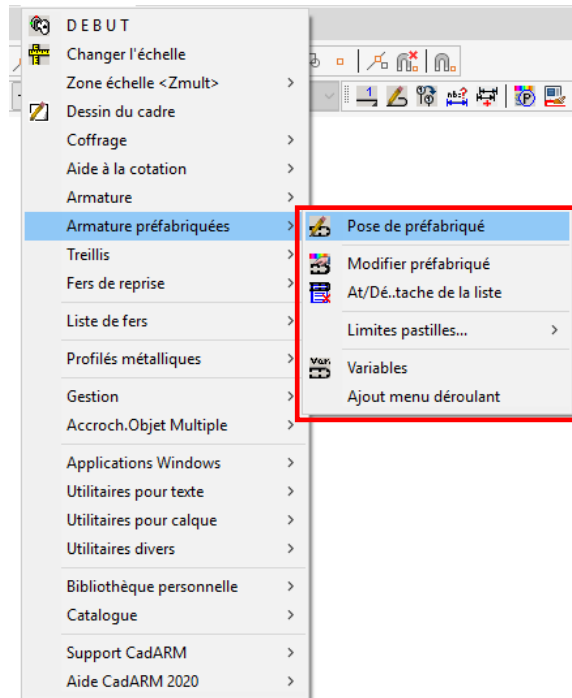 D E B U T
Changer l'échelle
Zone échelle <Zmult>
Dessin du cadre
Coffrage
Aide à la cotation
Armature
Armature préfabriquées
Treillis
Fers de reprise
Liste de fers
Profilés métalliques
Gestion
Accroch.Objet Multiple
Applications Windows
Utilitaires pour texte
Utilitaires pour calque
Utilitaires divers
Bibliothèque personnelle
Catalogue
Support CadARM
Aide CadARM 2020
Pose de préfabriqué
Modifier préfabriqué
At/Dé..tache de la liste
Limites pastilles...
Var. Variables
Ajout menu déroulant
1
nb:?
P